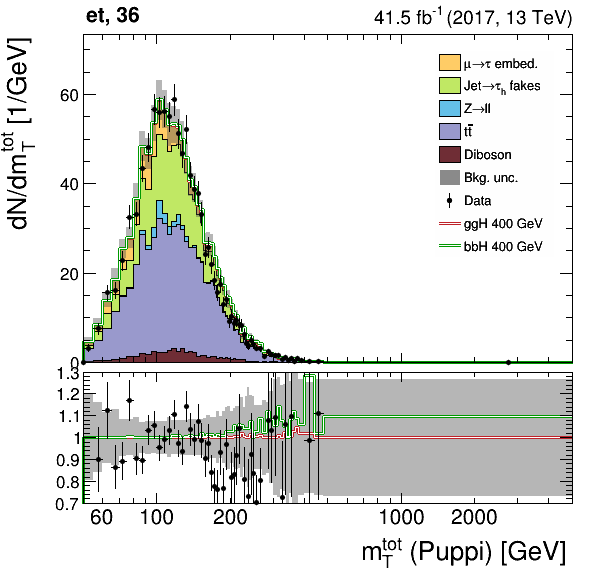 et, 36
41.5 fb⁻¹ (2017, 13 TeV)
dN/dm_T^tot [1/GeV]
60
40
20
0
μ→τ embed.
Jet→τ_h fakes
Z→ll
tt̄
Diboson
Bkg. unc.
Data
ggH 400 GeV
bbH 400 GeV
1.3
1.2
1.1
1.0
0.9
0.8
0.7
60 100 200 1000 2000
m_T^tot (Puppi) [GeV]